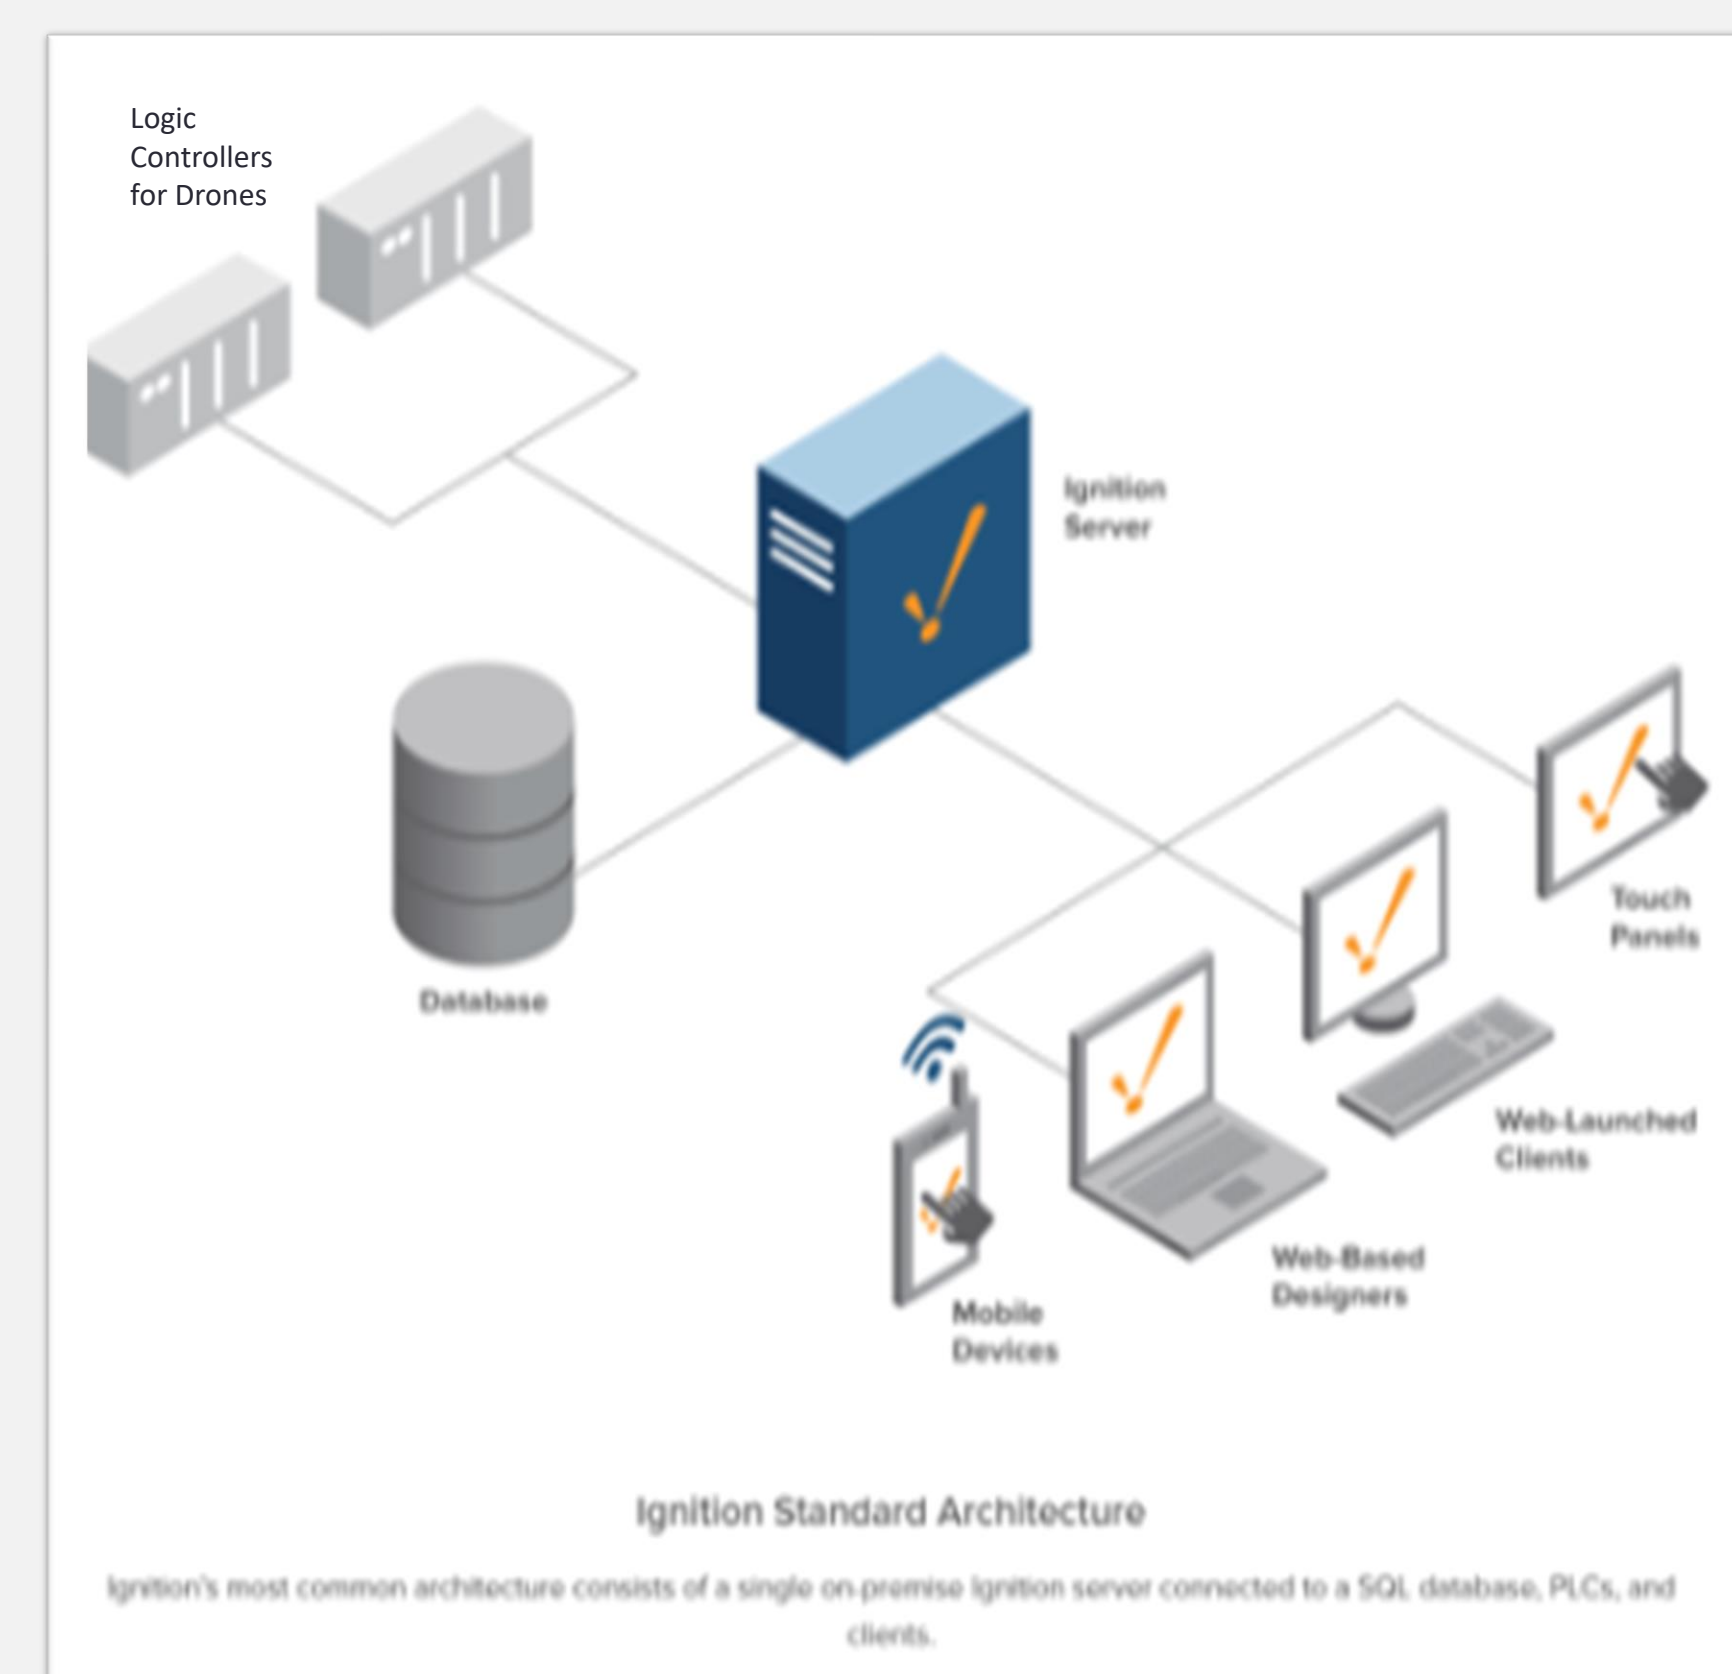 Logic
Controllers
for Drones
Ignition
Server
Database
Touch
Panels
Web-Launched
Clients
Web-Based
Designers
Mobile
Devices
Ignition Standard Architecture
Ignition's most common architecture consists of a single on-premise Ignition server connected to a SQL database, PLCs, and
clients.